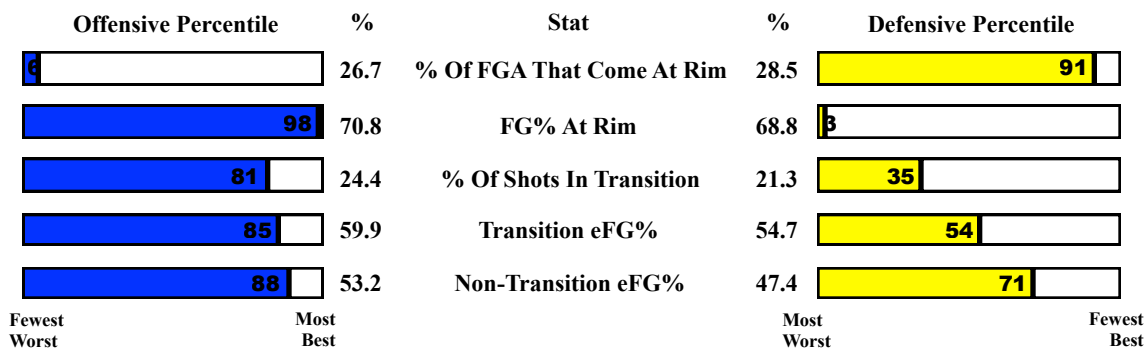 Offensive Percentile % Stat % Defensive Percentile
6 26.7 % Of FGA That Come At Rim 28.5 91
98 70.8 FG% At Rim 68.8 3
81 24.4 % Of Shots In Transition 21.3 35
85 59.9 Transition eFG% 54.7 54
88 53.2 Non-Transition eFG% 47.4 71
Fewest Most Most Fewest
Worst Best Worst Best